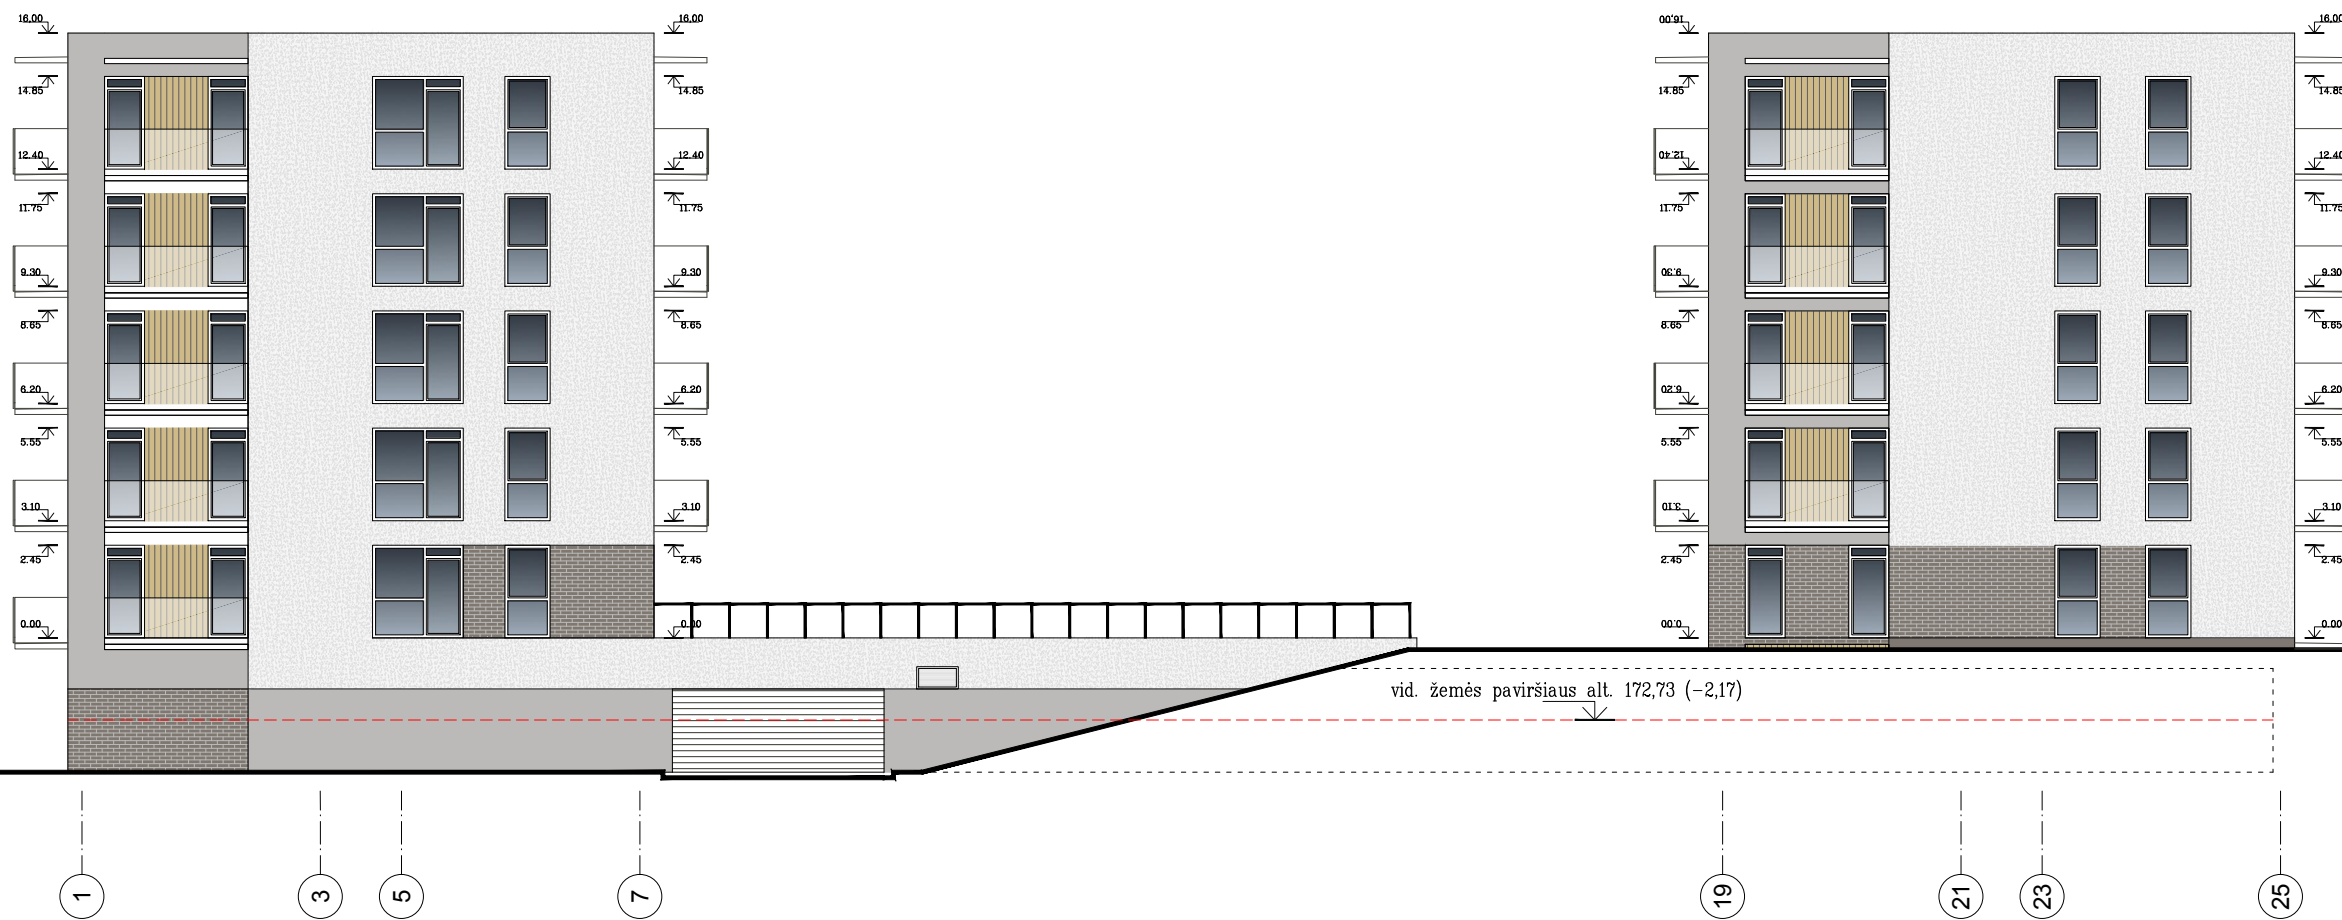 16.00 16.00 16.00 16.00
14.85 14.85 14.85 14.85
12.40 12.40 12.40 12.40
11.75 11.75 11.75 11.75
9.30 9.30 9.30 9.30
8.65 8.65 8.65 8.65
6.20 6.20 6.20 6.20
5.55 5.55 5.55 5.55
3.10 3.10 3.10 3.10
2.45 2.45 2.45 2.45
0.00 0.00 0.00 0.00
vid. žemės paviršiaus alt. 172,73 (-2,17)
1 3 5 7 19 21 23 25